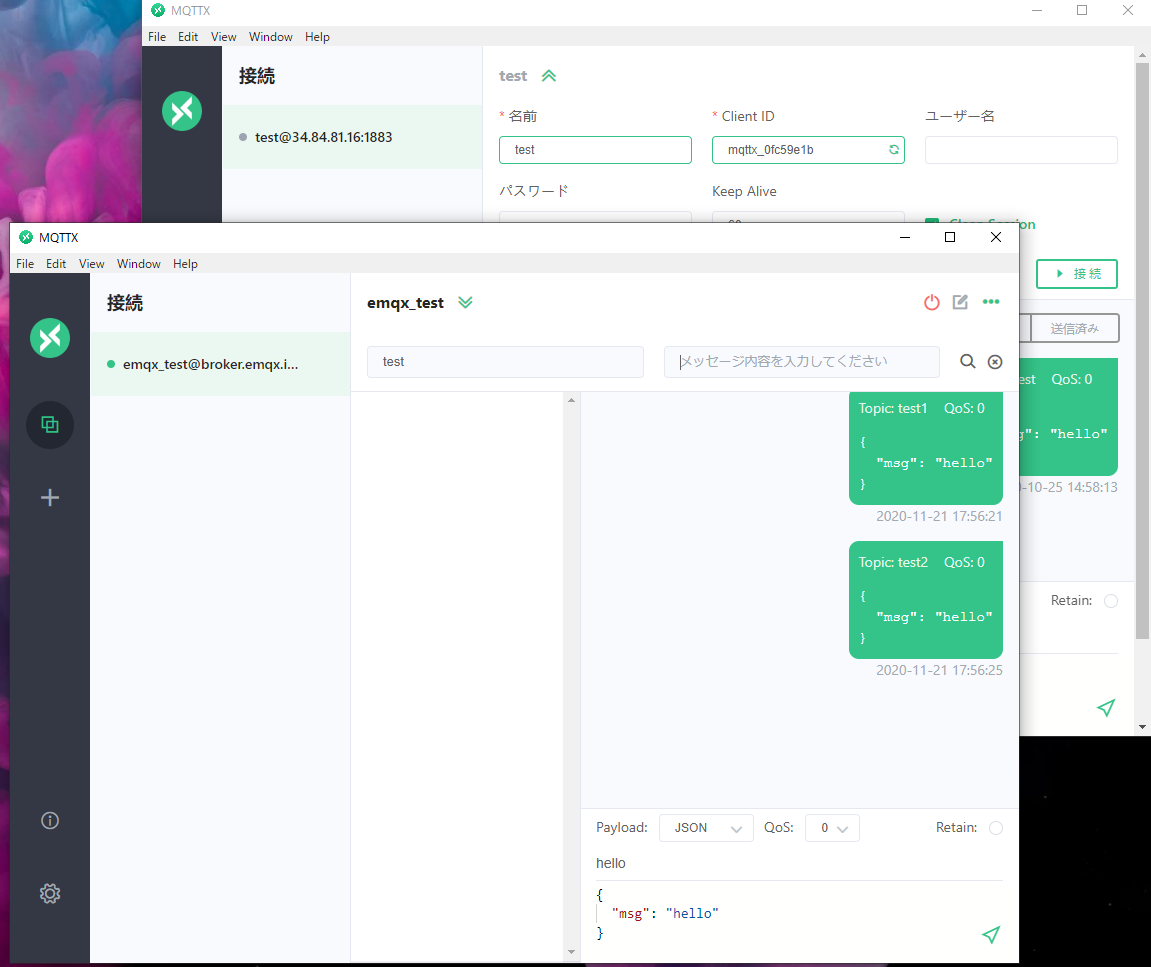 MQTTX
File Edit View Window Help
接続
test@34.84.81.16:1883
test
* 名前
* Client ID
ユーザー名
test
mqttx_0fc59e1b
パスワード
Keep Alive
接続
送信済み
QoS: 0
"hello"
14:58:13
Retain:
MQTTX
File Edit View Window Help
接続
emqx_test@broker.emqx.i...
emqx_test
test
メッセージ内容を入力してください
Topic: test1 QoS: 0
{
"msg": "hello"
}
2020-11-21 17:56:21
Topic: test2 QoS: 0
{
"msg": "hello"
}
2020-11-21 17:56:25
Payload: JSON QoS: 0 Retain:
hello
{
"msg": "hello"
}